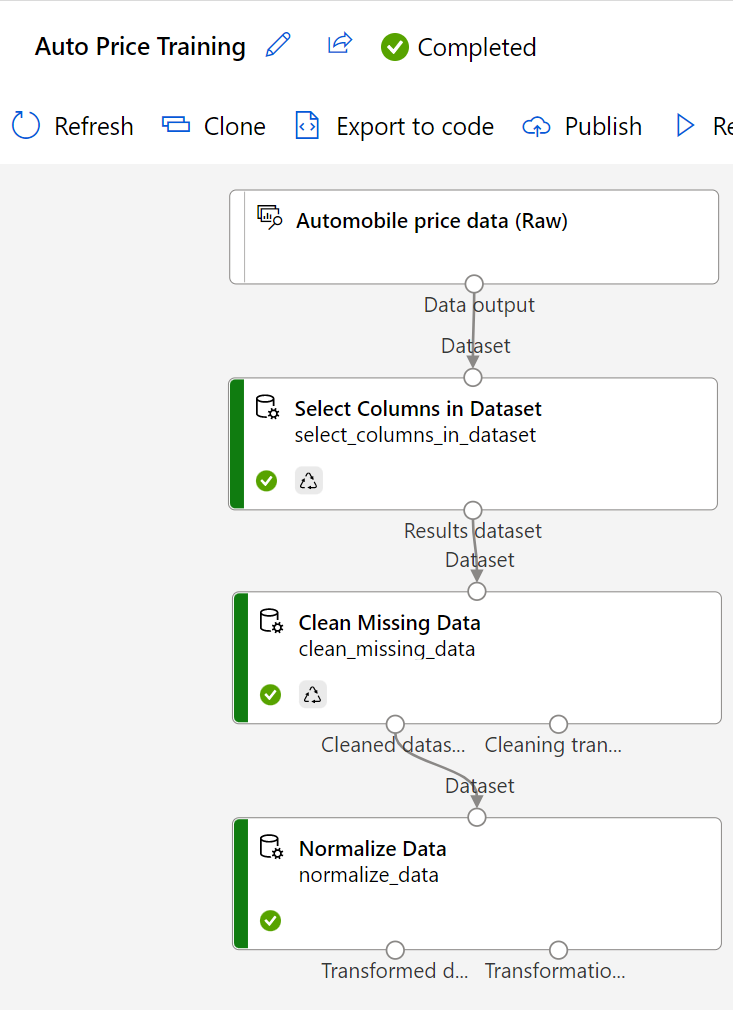 Auto Price Training Completed
Refresh Clone Export to code Publish Re
Automobile price data (Raw)
Data output
Dataset
Select Columns in Dataset
select_columns_in_dataset
Results dataset
Dataset
Clean Missing Data
clean_missing_data
Cleaned datas... Cleaning tran...
Dataset
Normalize Data
normalize_data
Transformed d... Transformatio...